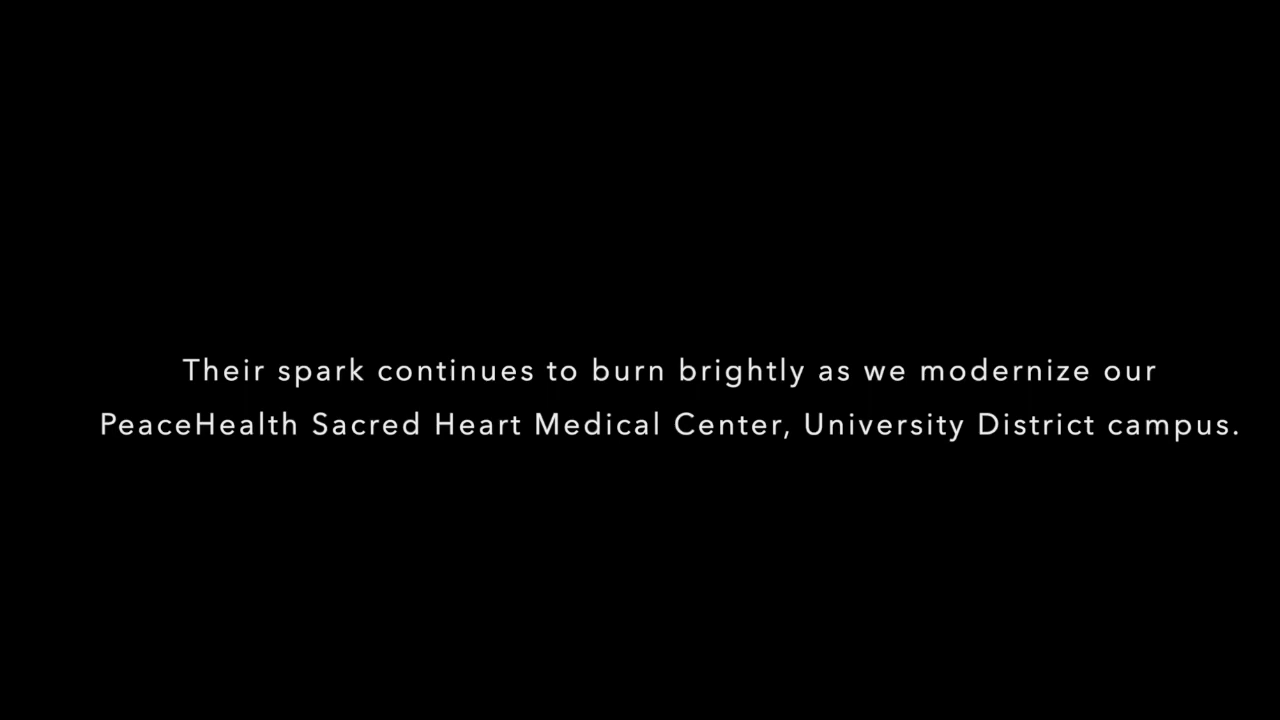 Their spark continues to burn brightly as we modernize our
PeaceHealth Sacred Heart Medical Center, University District campus.